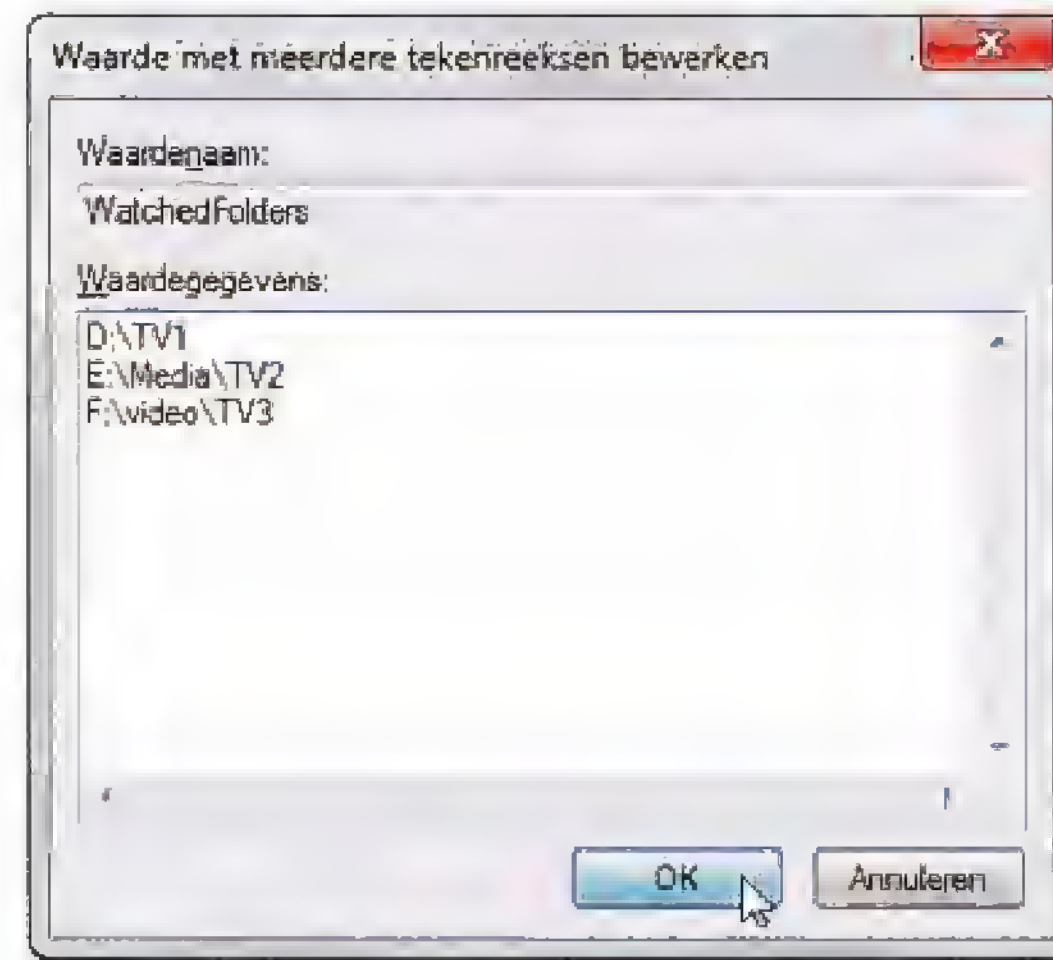 Waarde met meerdere tekenreeksen bewerken
Waardenaam:
WatchedFolders
Waardegegevens:
D:\TV1
E:\Media\TV2
F:\video\TV3
OK
Annuleren